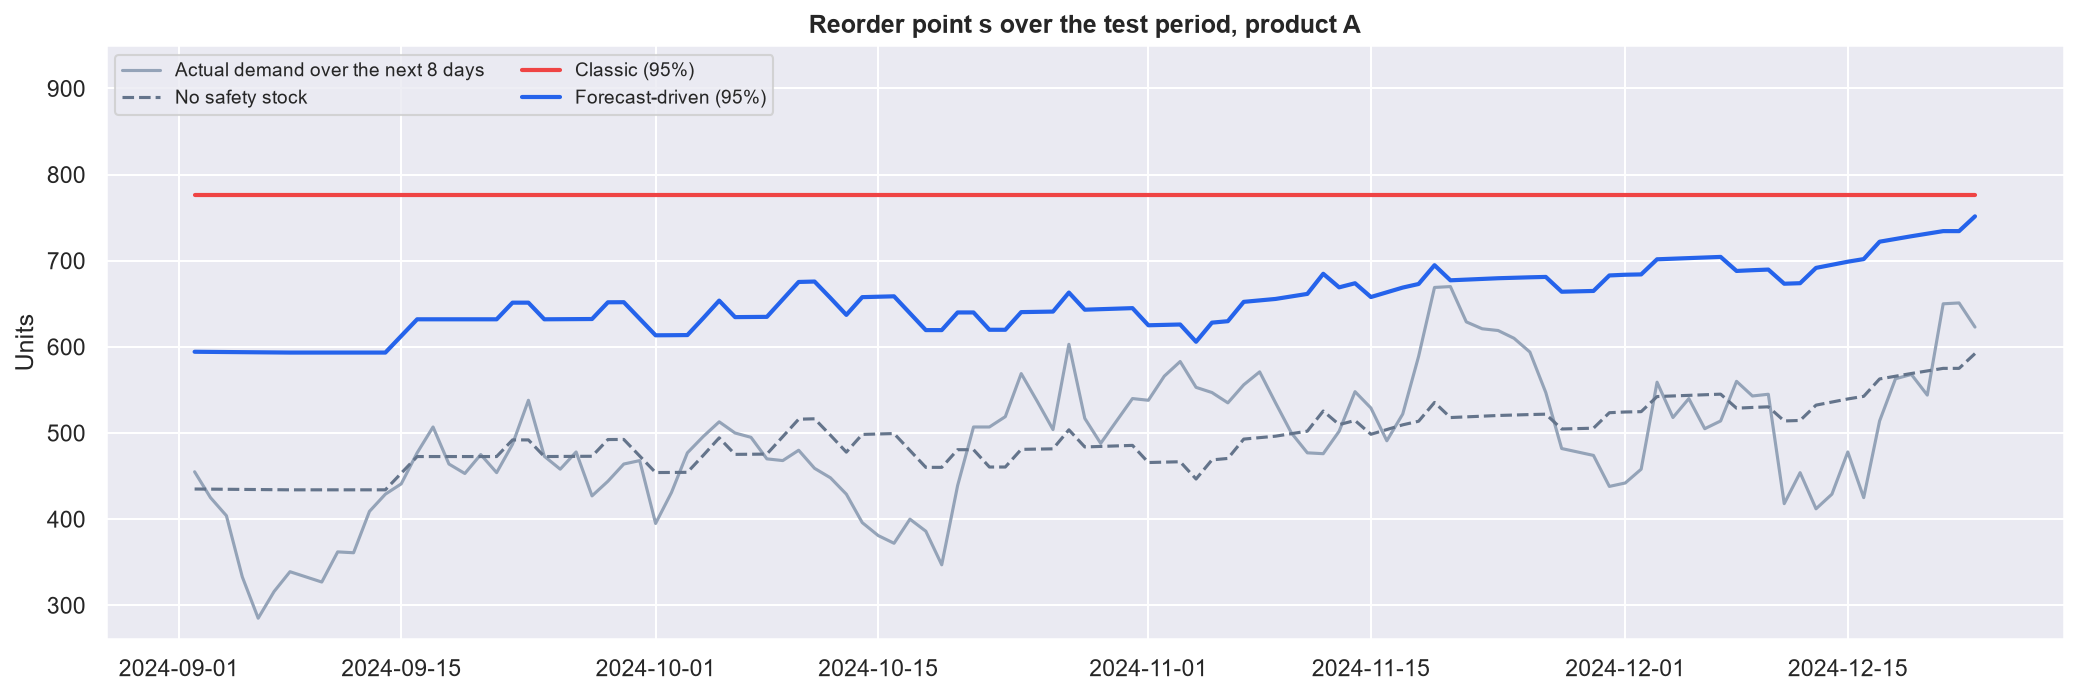 Reorder point s over the test period, product A
Actual demand over the next 8 days
No safety stock
Classic (95%)
Forecast-driven (95%)
Units
900
800
700
600
500
400
300
2024-09-01
2024-09-15
2024-10-01
2024-10-15
2024-11-01
2024-11-15
2024-12-01
2024-12-15